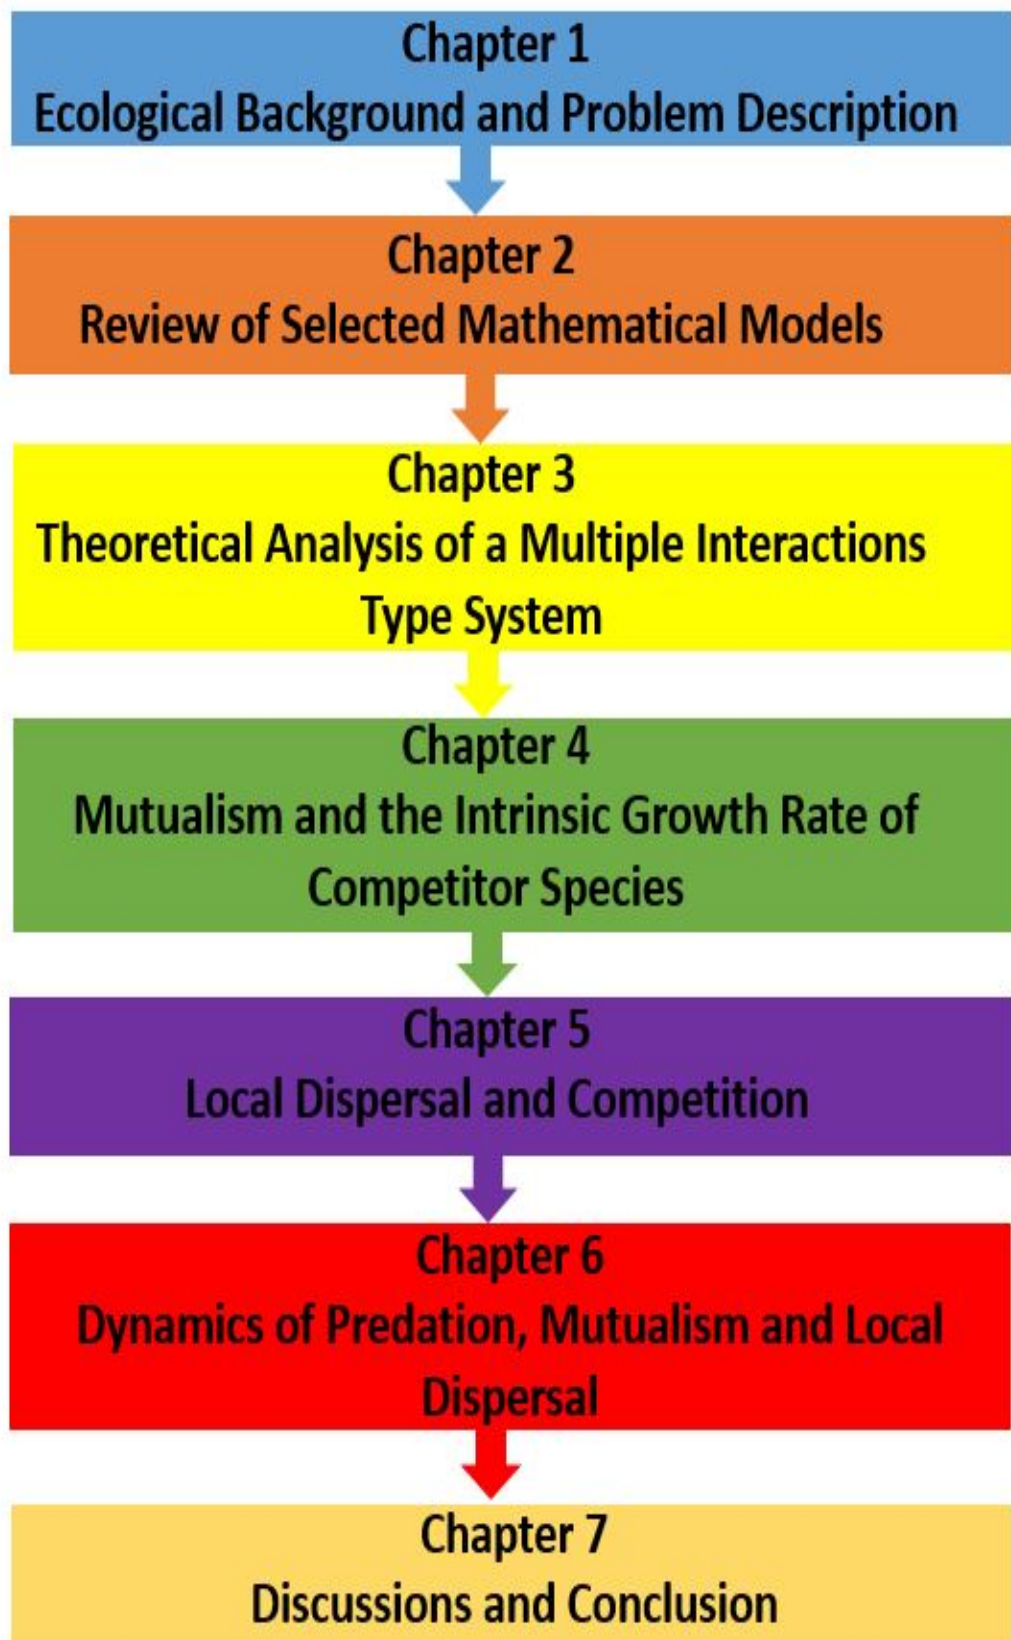 Chapter 1
Ecological Background and Problem Description
Chapter 2
Review of Selected Mathematical Models
Chapter 3
Theoretical Analysis of a Multiple Interactions
Type System
Chapter 4
Mutualism and the Intrinsic Growth Rate of
Competitor Species
Chapter 5
Local Dispersal and Competition
Chapter 6
Dynamics of Predation, Mutualism and Local
Dispersal
Chapter 7
Discussions and Conclusion